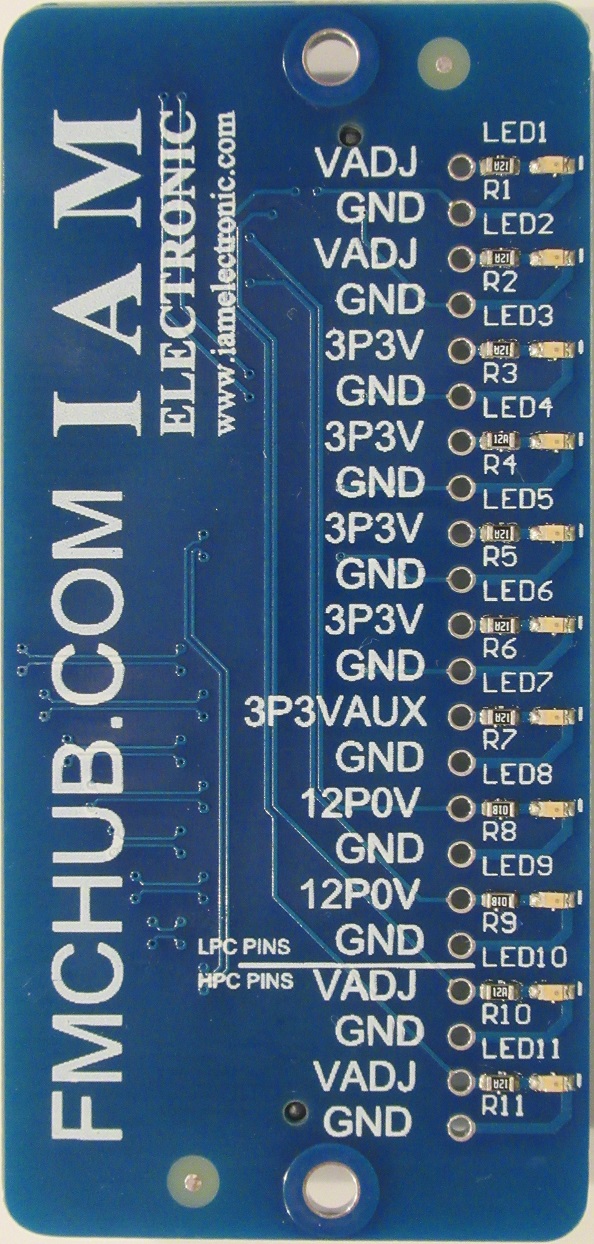 I A M
ELECTRONIC
www.iamelectronic.com
FMCHUB.COM
LED1
VADJ
R1
GND
LED2
VADJ
R2
GND
LED3
3P3V
R3
GND
LED4
3P3V
R4
GND
LED5
3P3V
R5
GND
LED6
3P3V
R6
GND
LED7
3P3VAUX
R7
GND
LED8
12P0V
R8
GND
LED9
12P0V
R9
GND
LPC PINS
LED10
HPC PINS
VADJ
R10
GND
LED11
VADJ
R11
GND